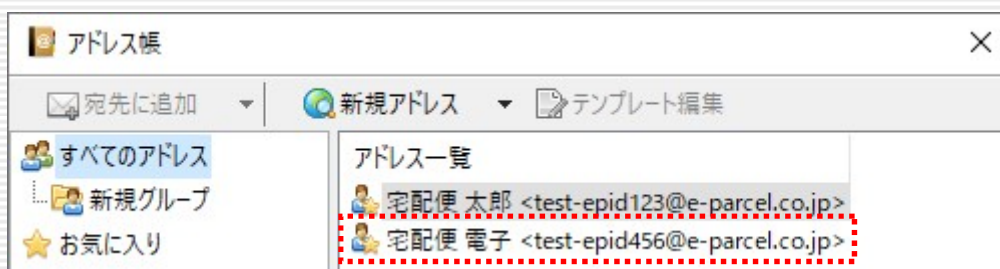 アドレス帳
宛先に追加 新規アドレス テンプレート編集
すべてのアドレス
新規グループ
お気に入り
アドレス一覧
宅配便 太郎 <test-epid123@e-parcel.co.jp>
宅配便 電子 <test-epid456@e-parcel.co.jp>